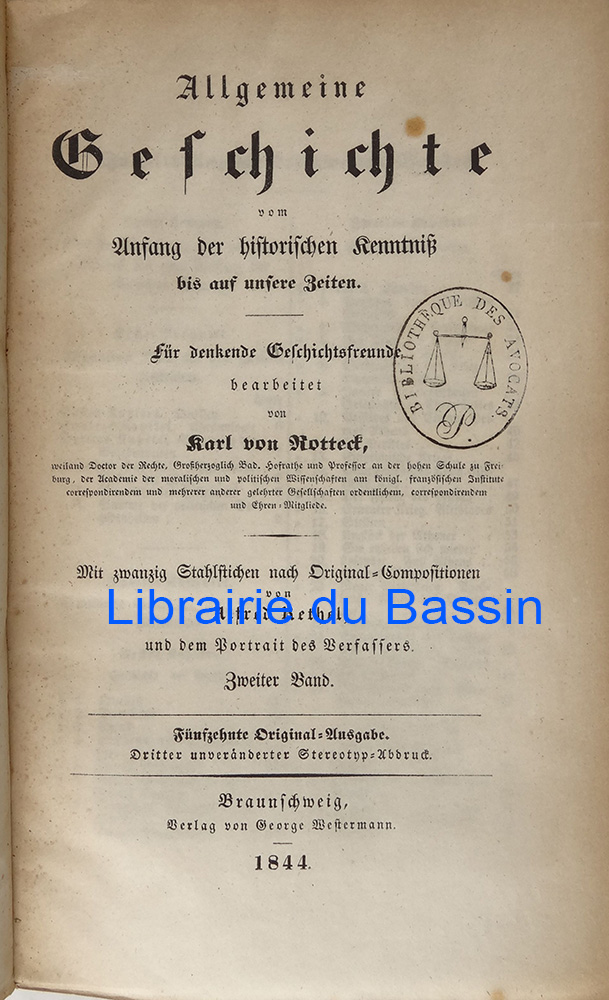 Allgemeine
Geschichte
vom
Anfang der historischen Kenntniß
bis auf unsere Zeiten.
Für denkende Geschichtsfreunde
bearbeitet
von
Karl von Rotteck,
weiland Doctor der Rechte, Großherzoglich Bad. Hofrathe und Professor an der hohen Schule zu Frei-
burg, der Academie der moralischen und politischen Wissenschaften am königl. französischen Institute
correspondirendem und mehrerer anderer gelehrter Gesellschaften ordentlichem, correspondirendem
und Ehren-Mitgliede.
BIBLIOTHÈQUE DES AVOCATS
Mit zwanzig Stahlstichen nach Original-Compositionen
von
Alfred Rethel,
Librairie du Bassin
und dem Portrait des Verfassers.
Zweiter Band.
Fünfzehnte Original-Ausgabe.
Dritter unveränderter Stereotyp-Abdruck.
Braunschweig,
Verlag von George Westermann.
1844.